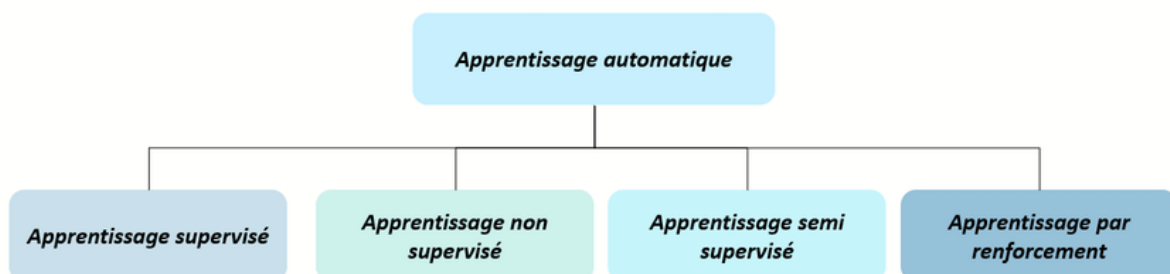 Apprentissage automatique
Apprentissage supervisé
Apprentissage non
supervisé
Apprentissage semi
supervisé
Apprentissage par
renforcement